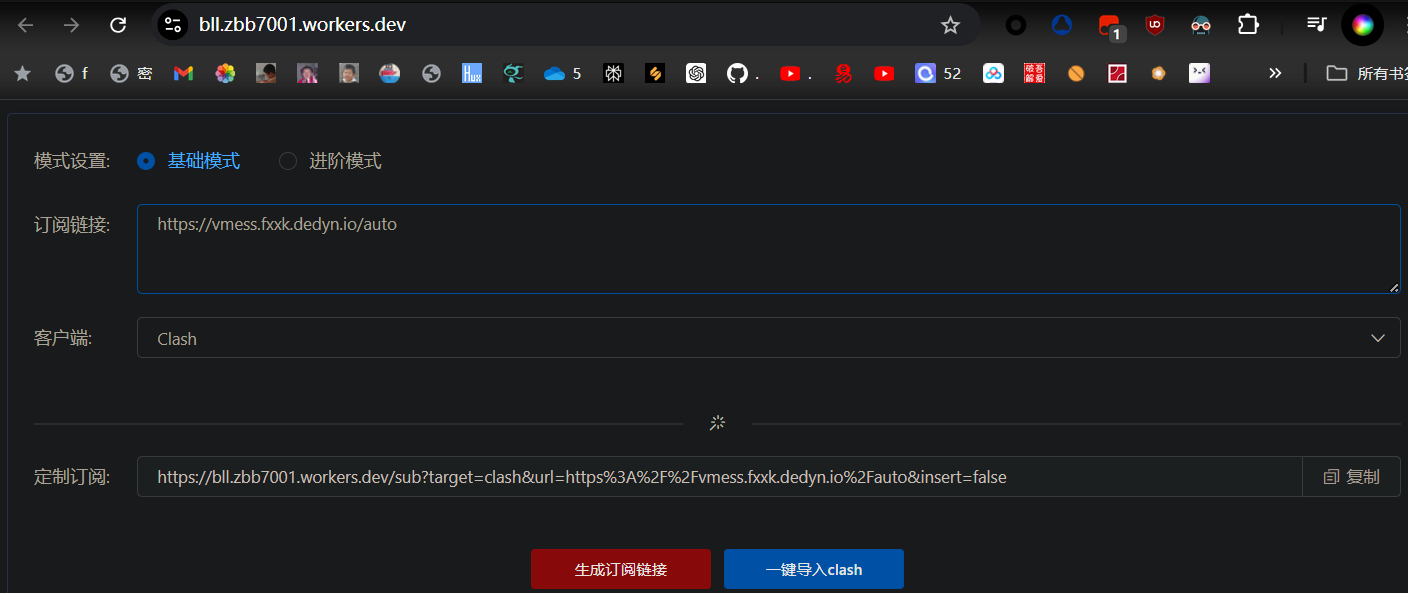 bll.zbb7001.workers.dev
1
f
密
5
.
.
52
所有书签
模式设置:
基础模式
进阶模式
订阅链接:
https://vmess.fxxk.dedyn.io/auto
客户端:
Clash
定制订阅:
https://bll.zbb7001.workers.dev/sub?target=clash&url=https%3A%2F%2Fvmess.fxxk.dedyn.io%2Fauto&insert=false
复制
生成订阅链接
一键导入clash